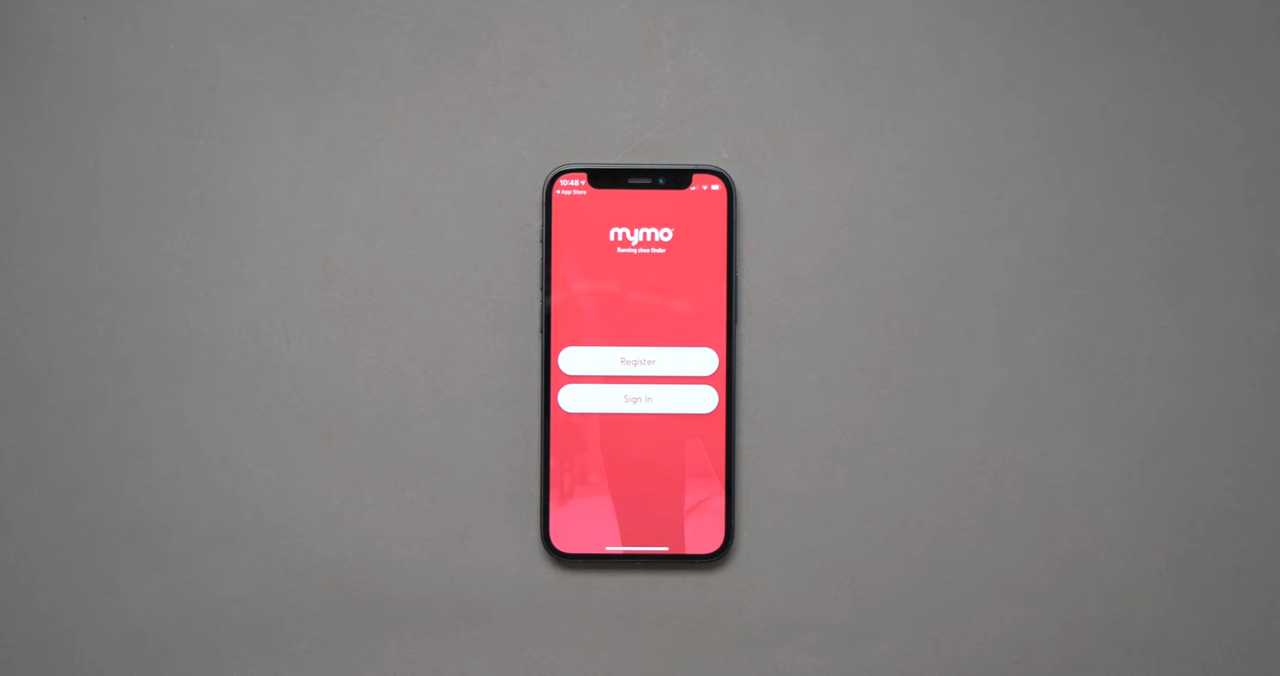 10:48
◀ App Store
mymo
Running shoe finder
Register
Sign In